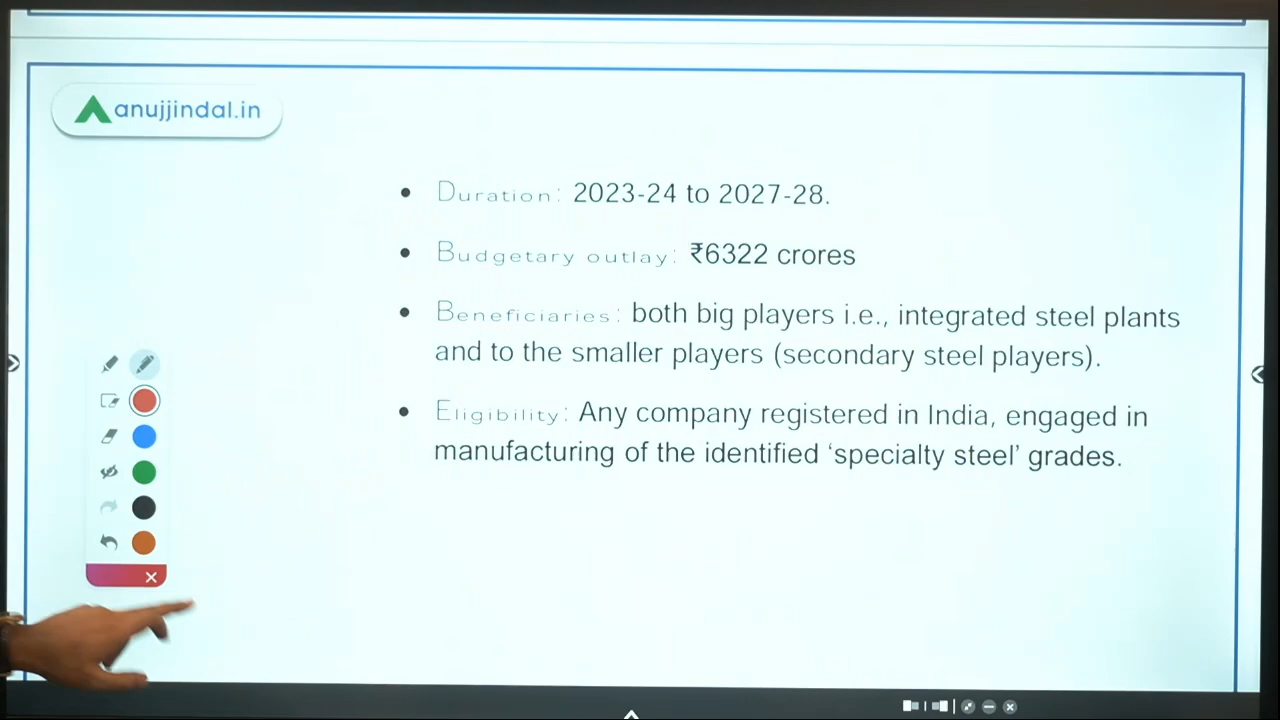 anujjindal.in
Duration: 2023-24 to 2027-28.
Budgetary outlay: ₹6322 crores
Beneficiaries: both big players i.e., integrated steel plants
and to the smaller players (secondary steel players).
Eligibility: Any company registered in India, engaged in
manufacturing of the identified ‘specialty steel’ grades.